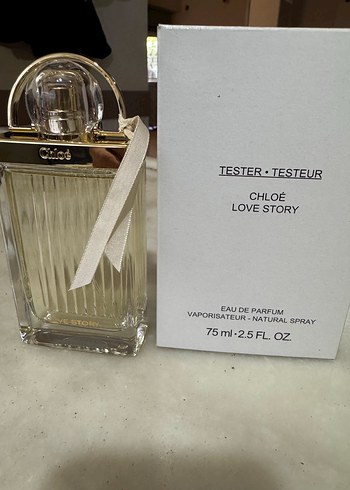 Chloé
E STORY
TESTER • TESTEUR
CHLOÉ
LOVE STORY
EAU DE PARFUM
VAPORISATEUR - NATURAL SPRAY
75 ml • 2.5 FL. OZ.